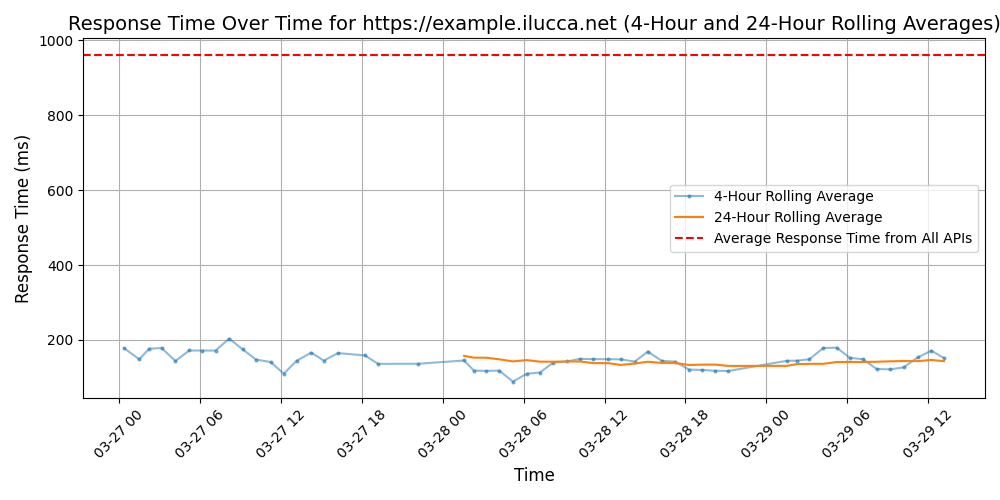 Response Time Over Time for https://example.ilucca.net (4-Hour and 24-Hour Rolling Averages)
Response Time (ms)
1000
800
600
400
200
4-Hour Rolling Average
24-Hour Rolling Average
Average Response Time from All APIs
03-27 00
03-27 06
03-27 12
03-27 18
03-28 00
03-28 06
03-28 12
03-28 18
03-29 00
03-29 06
03-29 12
Time